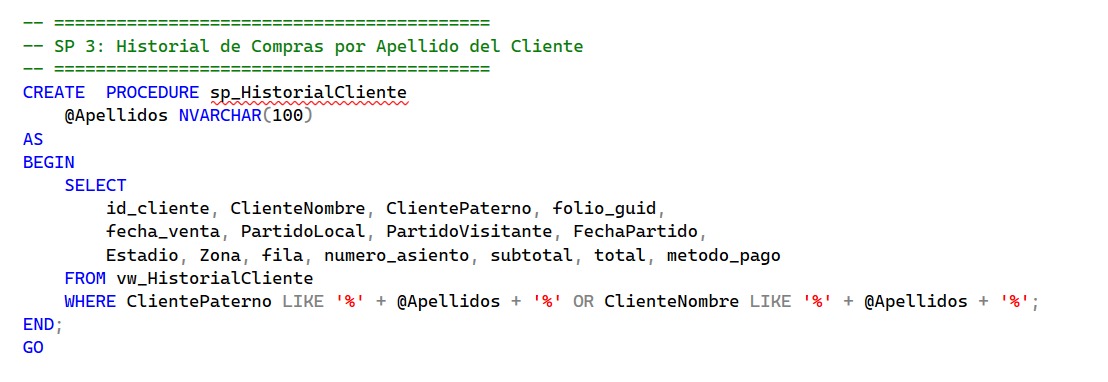 -- ==========================================
-- SP 3: Historial de Compras por Apellido del Cliente
-- ==========================================
CREATE  PROCEDURE sp_HistorialCliente
    @Apellidos NVARCHAR(100)
AS
BEGIN
    SELECT
        id_cliente, ClienteNombre, ClientePaterno, folio_guid,
        fecha_venta, PartidoLocal, PartidoVisitante, FechaPartido,
        Estadio, Zona, fila, numero_asiento, subtotal, total, metodo_pago
    FROM vw_HistorialCliente
    WHERE ClientePaterno LIKE '%' + @Apellidos + '%' OR ClienteNombre LIKE '%' + @Apellidos + '%';
END;
GO